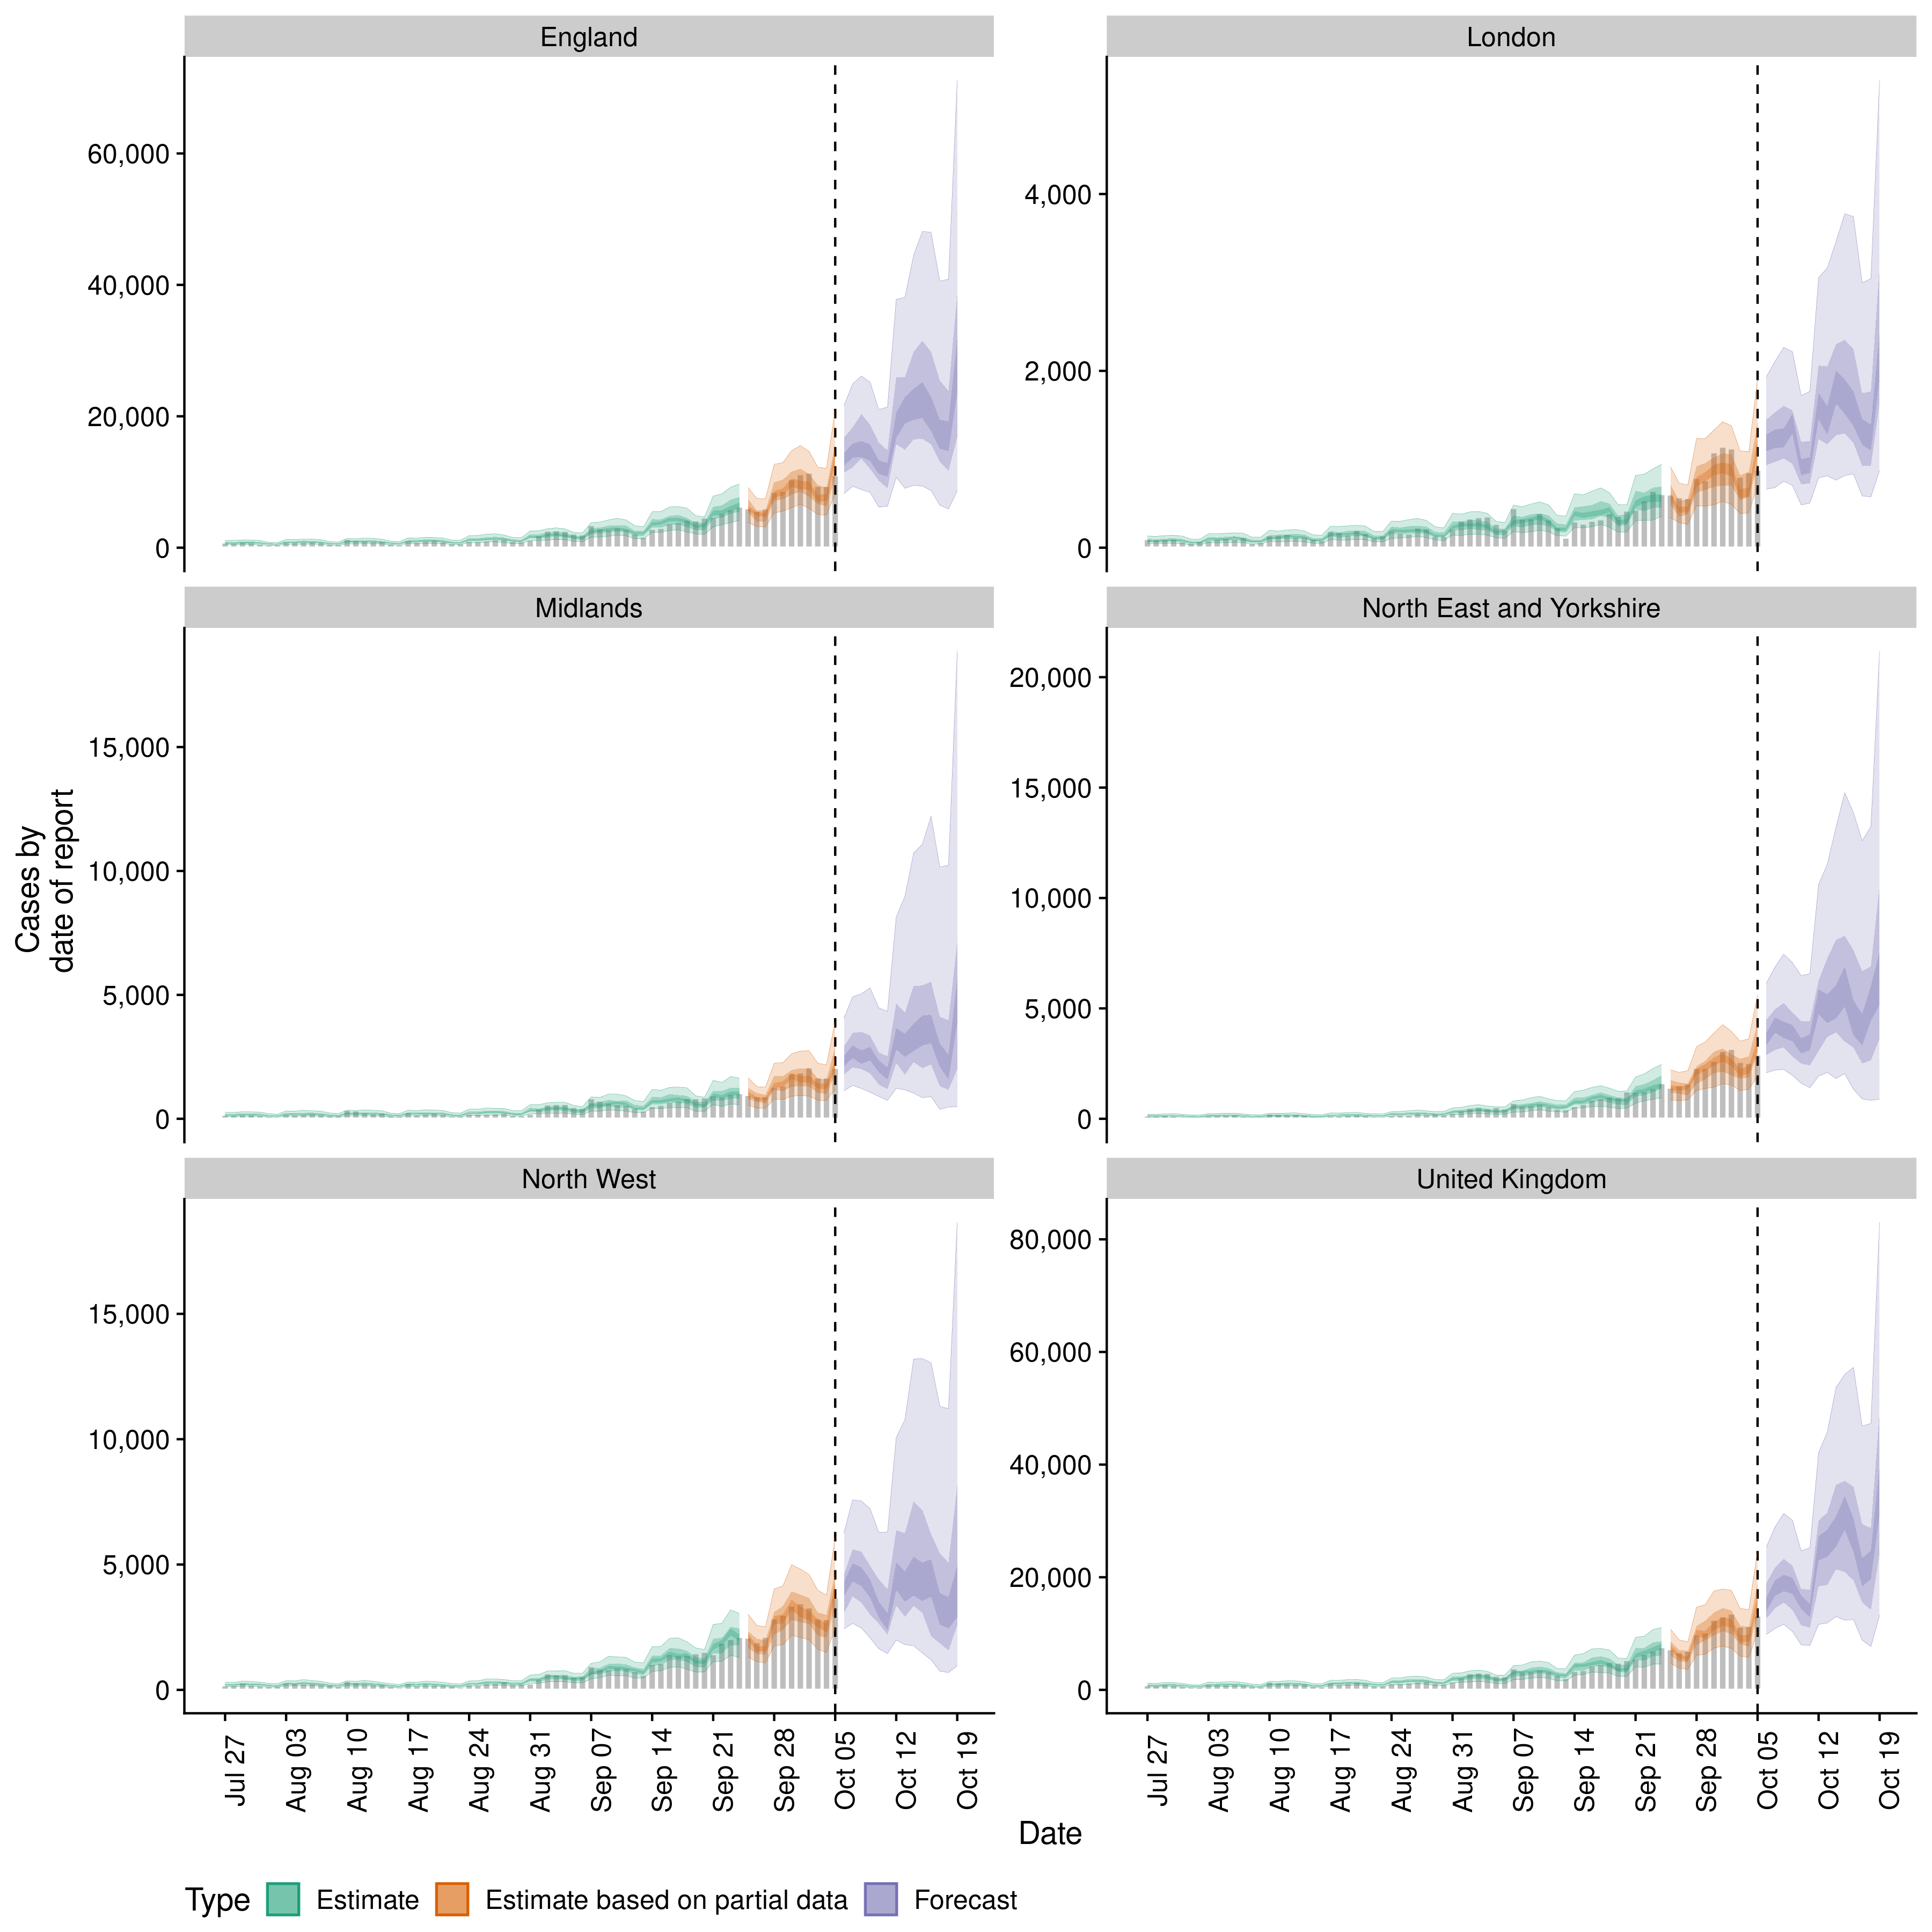 England
London
60,000
40,000
20,000
0
4,000
2,000
0
Midlands
North East and Yorkshire
15,000
10,000
5,000
0
20,000
15,000
10,000
5,000
0
Cases by
date of report
North West
United Kingdom
15,000
10,000
5,000
0
80,000
60,000
40,000
20,000
0
Jul 27
Aug 03
Aug 10
Aug 17
Aug 24
Aug 31
Sep 07
Sep 14
Sep 21
Sep 28
Oct 05
Oct 12
Oct 19
Jul 27
Aug 03
Aug 10
Aug 17
Aug 24
Aug 31
Sep 07
Sep 14
Sep 21
Sep 28
Oct 05
Oct 12
Oct 19
Date
Type Estimate Estimate based on partial data Forecast